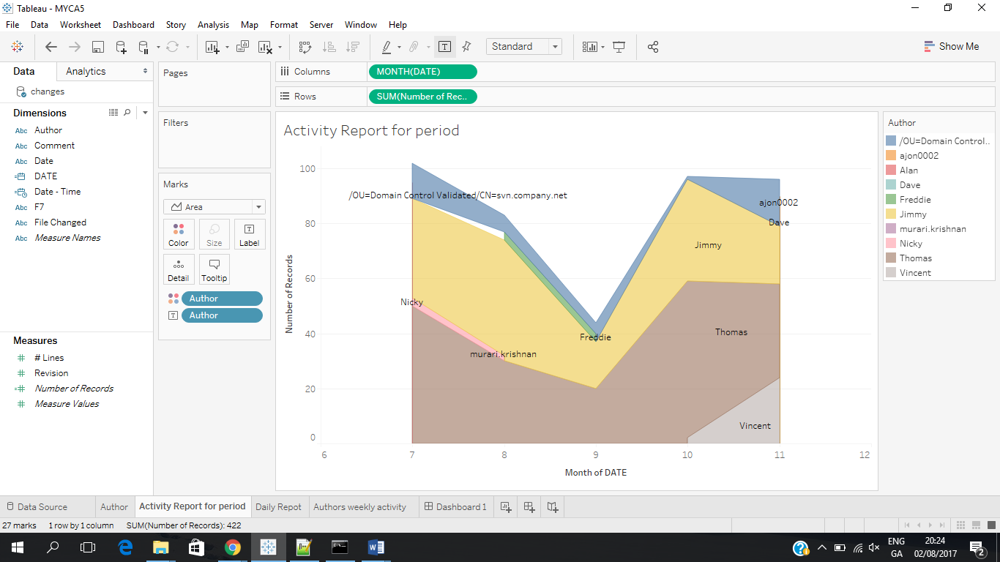 Tableau - MYCA5
File Data Worksheet Dashboard Story Analysis Map Format Server Window Help
Standard
Show Me
Data Analytics
changes
Dimensions
Abc Author
Abc Comment
Abc Date
DATE
Date - Time
Abc F7
Abc File Changed
Abc Measure Names
Measures
# # Lines
# Revision
=# Number of Records
# Measure Values
Pages
Filters
Marks
Area
Color Size Label
Detail Tooltip
Author
Author
Columns MONTH(DATE)
Rows SUM(Number of Rec..
Activity Report for period
100
80
60
40
20
0
Number of Records
/OU=Domain Control Validated/CN=svn.company.net
ajon0002
Dave
Jimmy
Nicky
Thomas
Freddie
murari.krishnan
Vincent
6 7 8 9 10 11 12
Month of DATE
Author
/OU=Domain Control..
ajon0002
Alan
Dave
Freddie
Jimmy
murari.krishnan
Nicky
Thomas
Vincent
Data Source Author Activity Report for period Daily Repot Authors weekly activity Dashboard 1
27 marks 1 row by 1 column SUM(Number of Records): 422
ENG
GA
20:24
02/08/2017
2